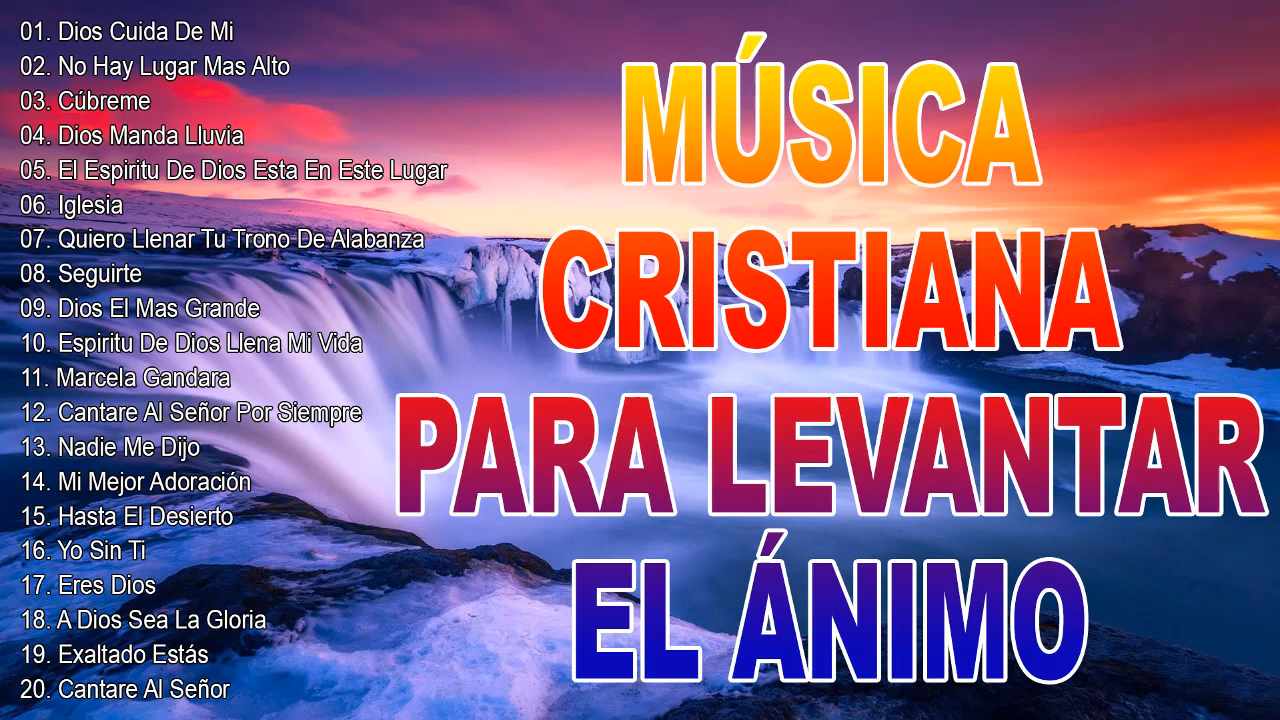 01. Dios Cuida De Mi
02. No Hay Lugar Mas Alto
03. Cúbreme
04. Dios Manda Lluvia
05. El Espiritu De Dios Esta En Este Lugar
06. Iglesia
07. Quiero Llenar Tu Trono De Alabanza
08. Seguirte
09. Dios El Mas Grande
10. Espiritu De Dios Llena Mi Vida
11. Marcela Gandara
12. Cantare Al Señor Por Siempre
13. Nadie Me Dijo
14. Mi Mejor Adoración
15. Hasta El Desierto
16. Yo Sin Ti
17. Eres Dios
18. A Dios Sea La Gloria
19. Exaltado Estás
20. Cantare Al Señor
MÚSICA
CRISTIANA
PARA LEVANTAR
EL ÁNIMO